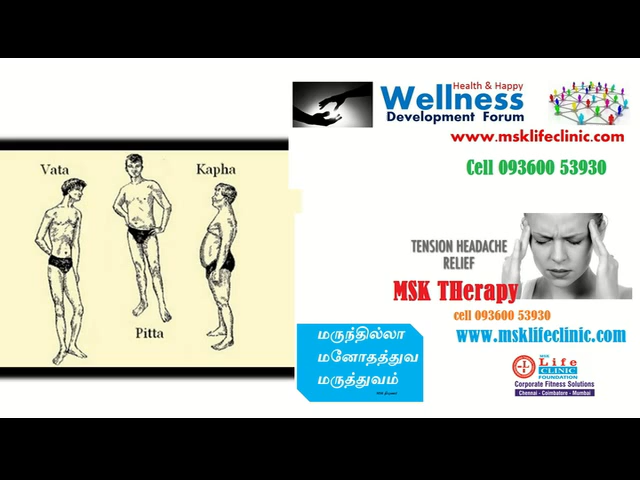 Vata
Kapha
Pitta
Health & Happy
Wellness
Development Forum
www.msklifeclinic.com
Cell 093600 53930
TENSION HEADACHE
RELIEF
MSK THerapy
cell 093600 53930
www.msklifeclinic.com
மருந்தில்லா
மனோதத்துவ
மருத்துவம்
MSK
Life
CLINIC
FOUNDATION
Corporate Fitness Solutions
Chennai - Coimbatore - Mumbai